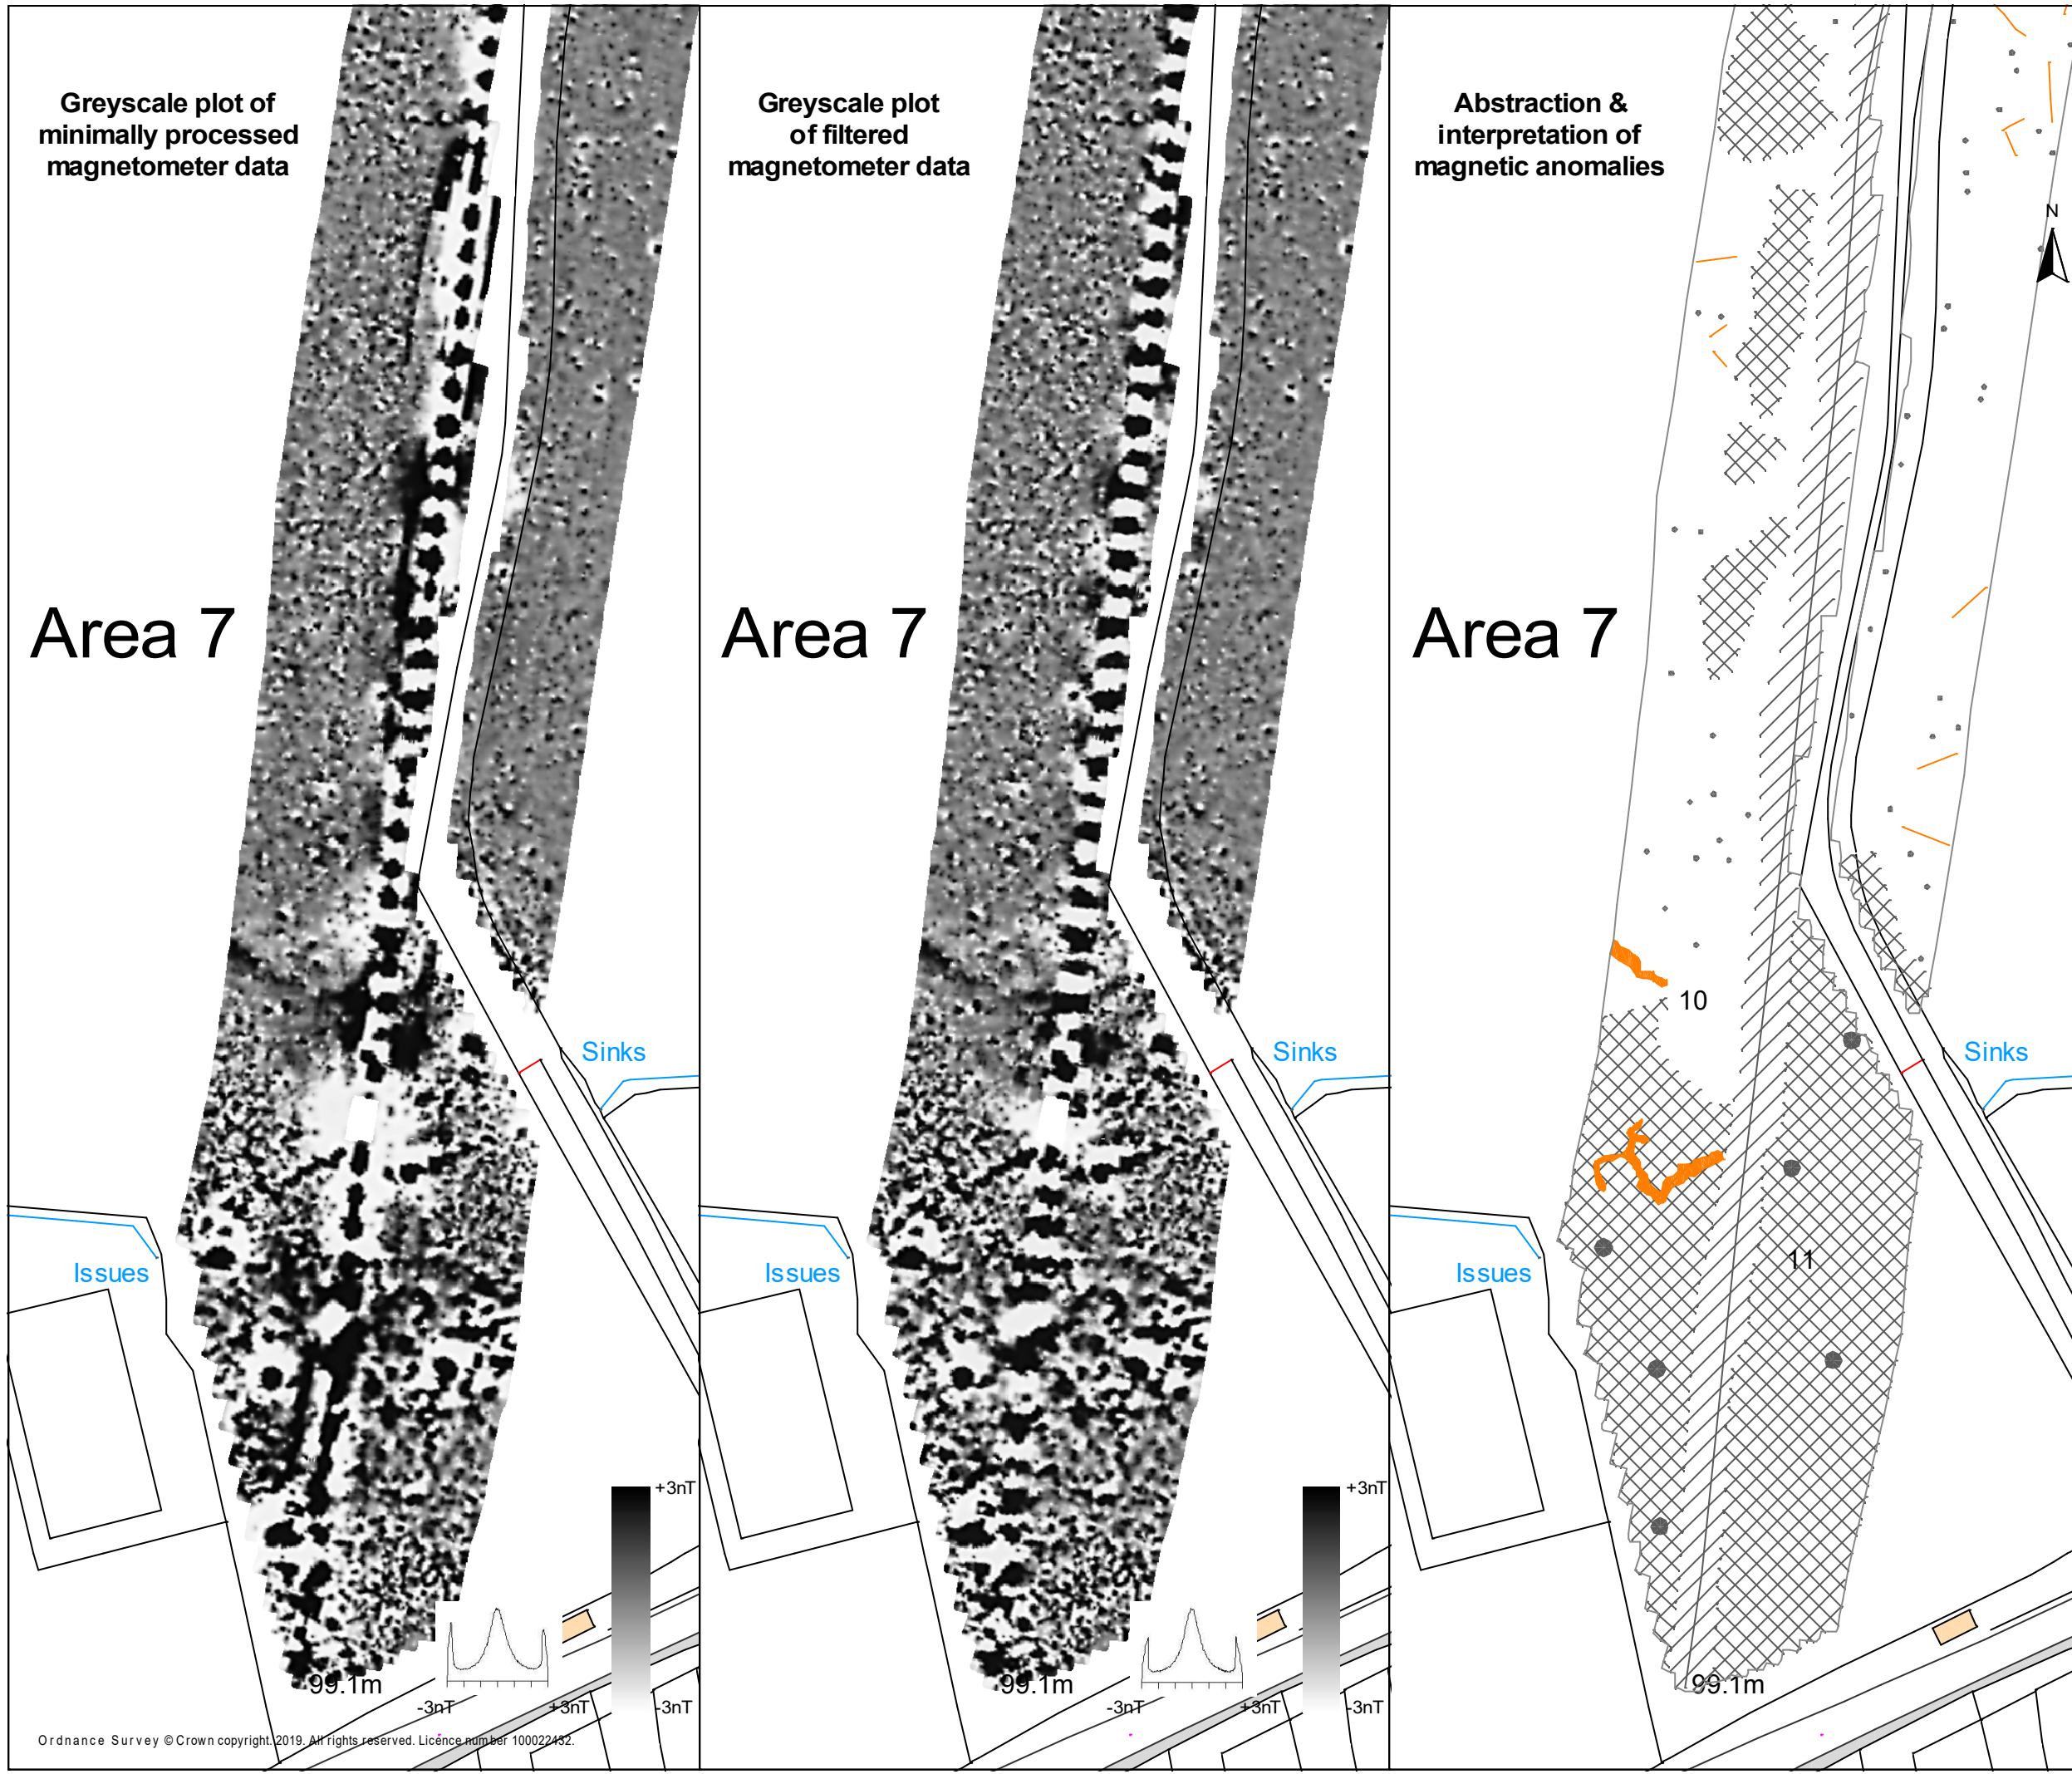 Greyscale plot of
minimally processed
magnetometer data
Area 7
Sinks
Issues
+3nT
99.1m
-3nT
+3nT
-3nT
Ordnance Survey © Crown copyright. 2019. All rights reserved. Licence number 100022432.
Greyscale plot
of filtered
magnetometer data
Area 7
Sinks
Issues
+3nT
99.1m
-3nT
+3nT
-3nT
Abstraction &
interpretation of
magnetic anomalies
N
Area 7
10
Sinks
11
Issues
99.1m